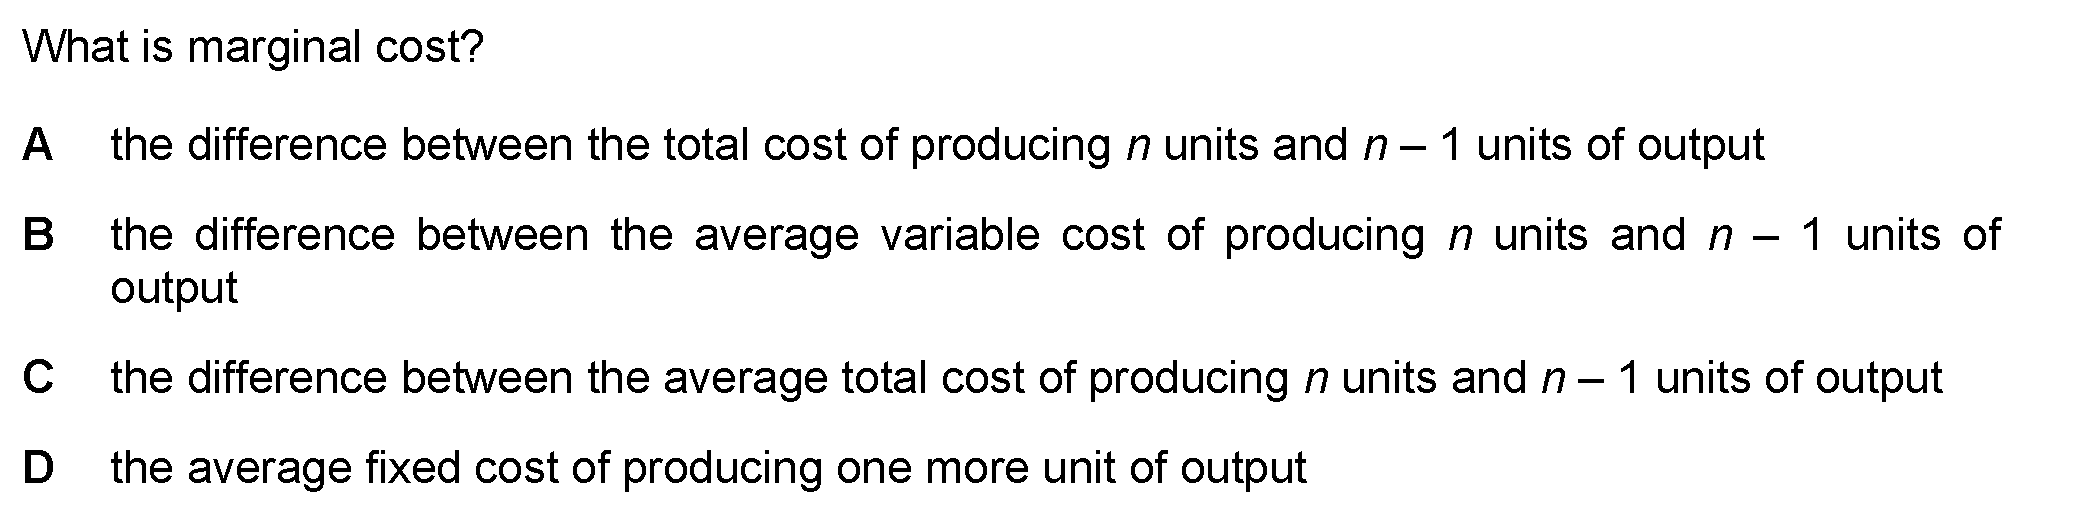 What is marginal cost?
A the difference between the total cost of producing n units and n – 1 units of output
B the difference between the average variable cost of producing n units and n – 1 units of
output
C the difference between the average total cost of producing n units and n – 1 units of output
D the average fixed cost of producing one more unit of output